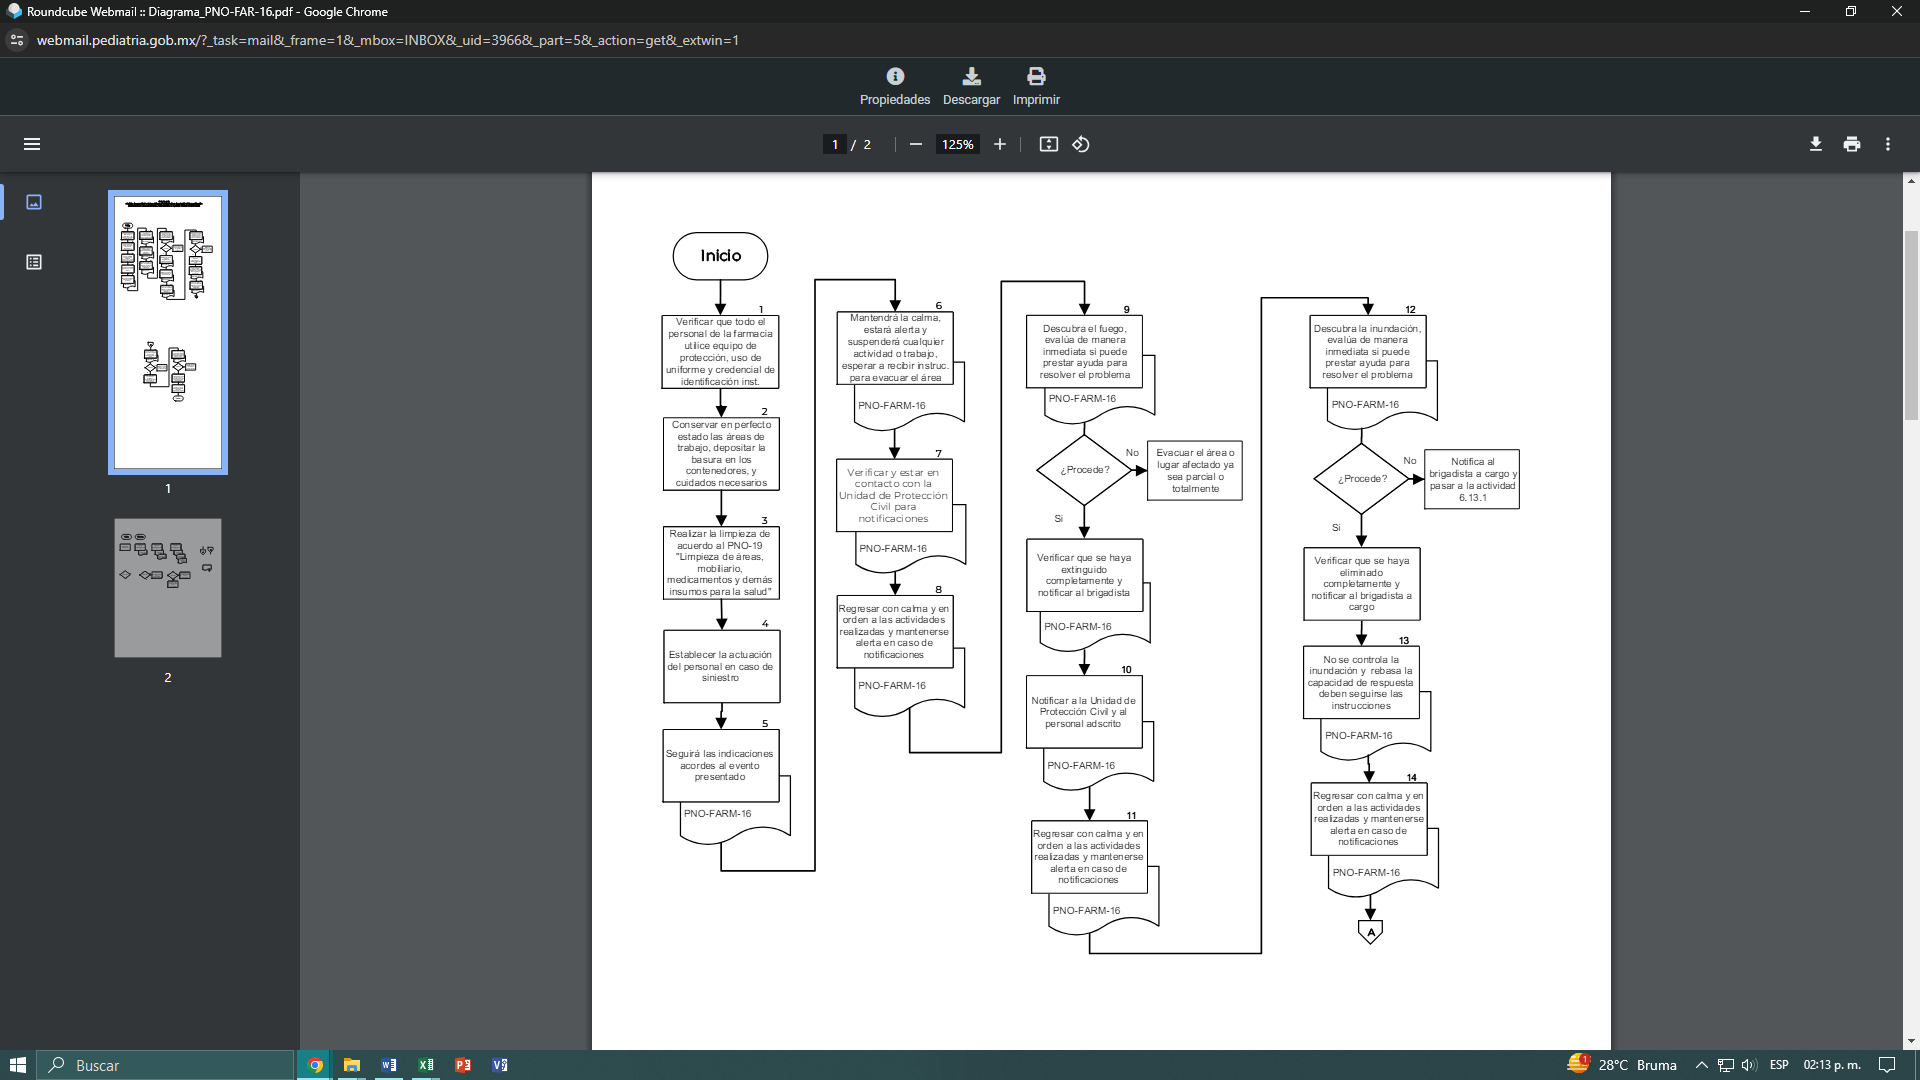 Roundcube Webmail :: Diagrama_PNO-FAR-16.pdf - Google Chrome
webmail.pediatria.gob.mx/?_task=mail&_frame=1&_mbox=INBOX&_uid=3966&_part=5&_action=get&_extwin=1
Propiedades
Descargar
Imprimir
1 / 2
125%
1
2
Inicio
1
Verificar que todo el
personal de la farmacia
utilice equipo de
protección, uso de
uniforme y credencial de
identificación inst.
2
Conservar en perfecto
estado las áreas de
trabajo, depositar la
basura en los
contenedores, y
cuidados necesarios
3
Realizar la limpieza de
acuerdo al PNO-19
"Limpieza de áreas,
mobiliario,
medicamentos y demás
insumos para la salud"
4
Establecer la actuación
del personal en caso de
siniestro
5
Seguirá las indicaciones
acordes al evento
presentado
PNO-FARM-16
6
Mantendrá la calma,
estará alerta y
suspenderá cualquier
actividad o trabajo,
esperar a recibir instruc.
para evacuar el área
PNO-FARM-16
7
Verificar y estar en
contacto con la
Unidad de Protección
Civil para
notificaciones
PNO-FARM-16
8
Regresar con calma y en
orden a las actividades
realizadas y mantenerse
alerta en caso de
notificaciones
PNO-FARM-16
9
Descubra el fuego,
evalúa de manera
inmediata si puede
prestar ayuda para
resolver el problema
PNO-FARM-16
¿Procede?
No
Evacuar el área o
lugar afectado ya
sea parcial o
totalmente
Si
Verificar que se haya
extinguido
completamente y
notificar al brigadista
PNO-FARM-16
10
Notificar a la Unidad de
Protección Civil y al
personal adscrito
PNO-FARM-16
11
Regresar con calma y en
orden a las actividades
realizadas y mantenerse
alerta en caso de
notificaciones
PNO-FARM-16
12
Descubra la inundación,
evalúa de manera
inmediata si puede
prestar ayuda para
resolver el problema
PNO-FARM-16
¿Procede?
No
Notifica al
brigadista a cargo y
pasar a la actividad
6.13.1
Si
Verificar que se haya
eliminado
completamente y
notificar al brigadista a
cargo
13
No se controla la
inundación y rebasa la
capacidad de respuesta
deben seguirse las
instrucciones
PNO-FARM-16
14
Regresar con calma y en
orden a las actividades
realizadas y mantenerse
alerta en caso de
notificaciones
PNO-FARM-16
A
Buscar
28°C Bruma
ESP
02:13 p. m.